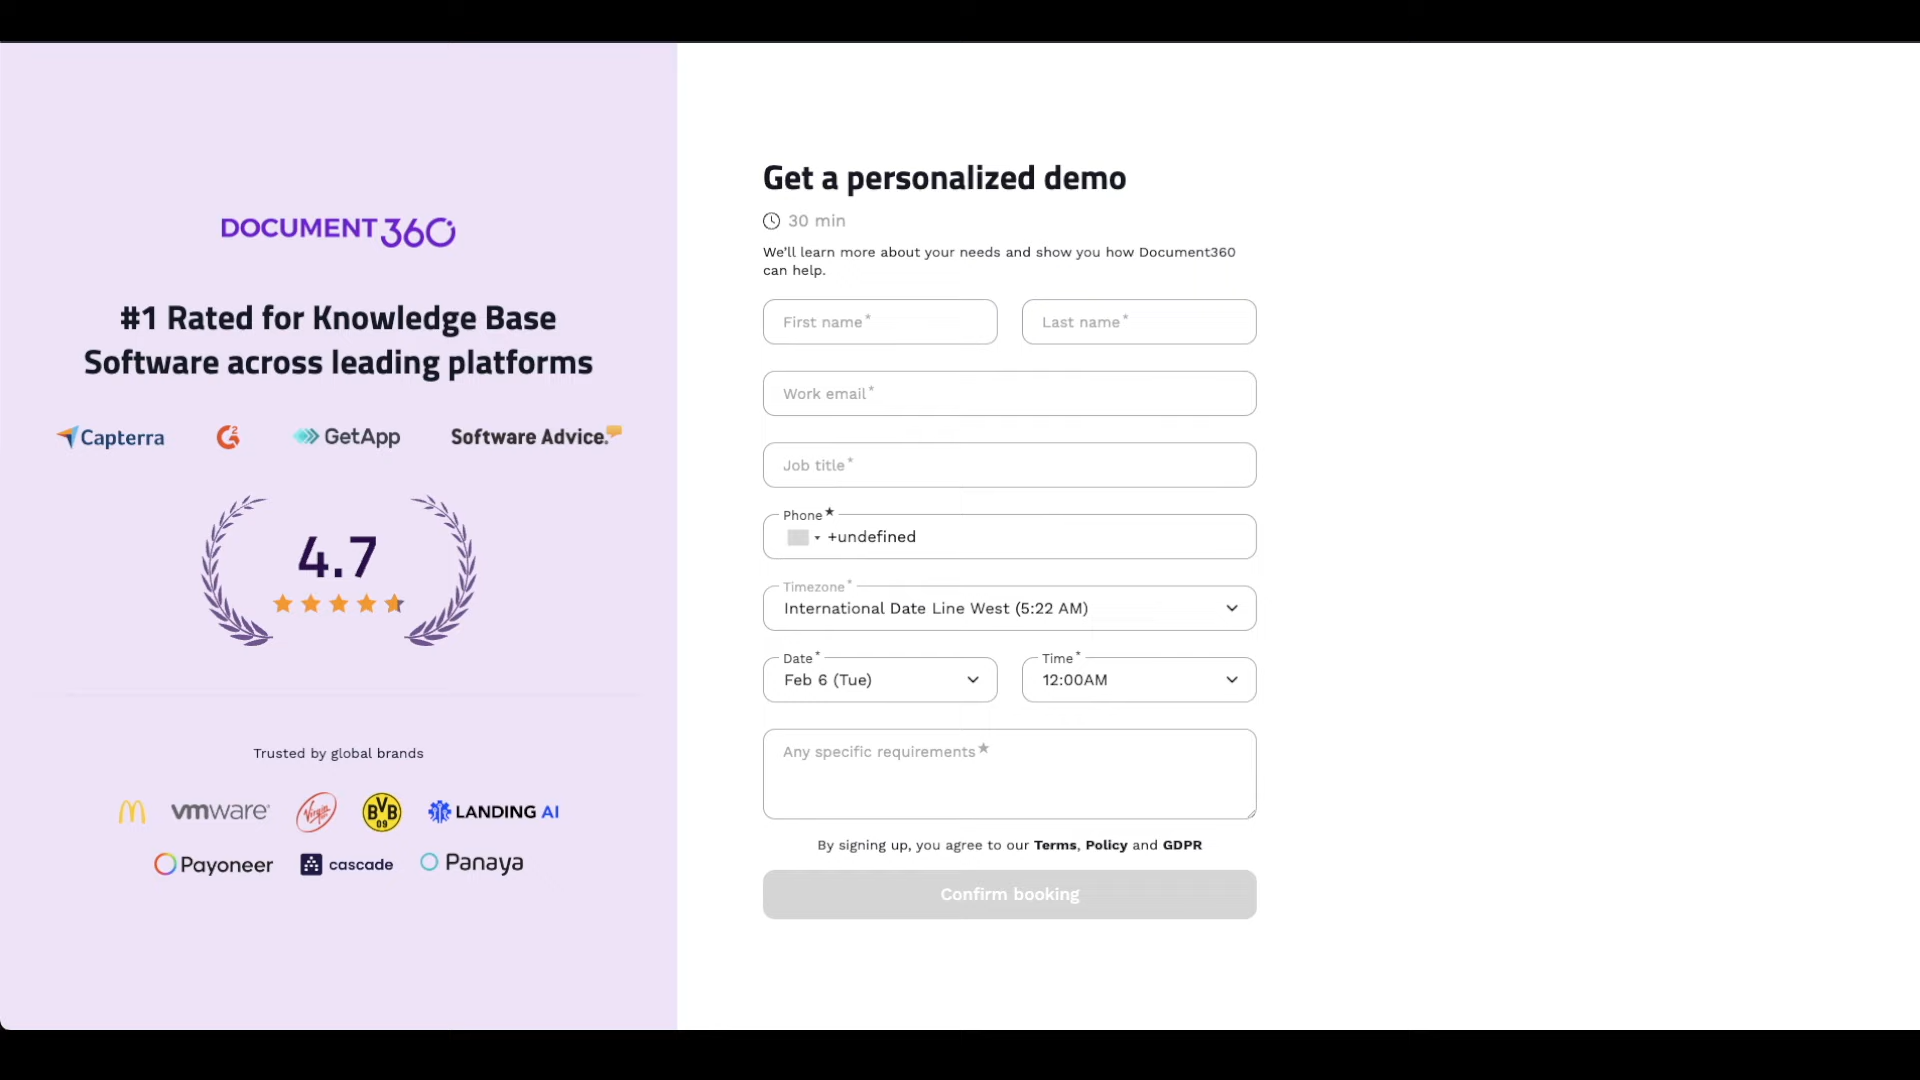 DOCUMENT360
#1 Rated for Knowledge Base
Software across leading platforms
Capterra
G2
GetApp
Software Advice.
4.7
Trusted by global brands
M
vmware®
Virgin
BVB
09
LANDING AI
Payoneer
cascade
Panaya
Get a personalized demo
30 min
We'll learn more about your needs and show you how Document360
can help.
First name*
Last name*
Work email*
Job title*
Phone★
+undefined
Timezone*
International Date Line West (5:22 AM)
Date*
Feb 6 (Tue)
Time*
12:00AM
Any specific requirements★
By signing up, you agree to our Terms, Policy and GDPR
Confirm booking